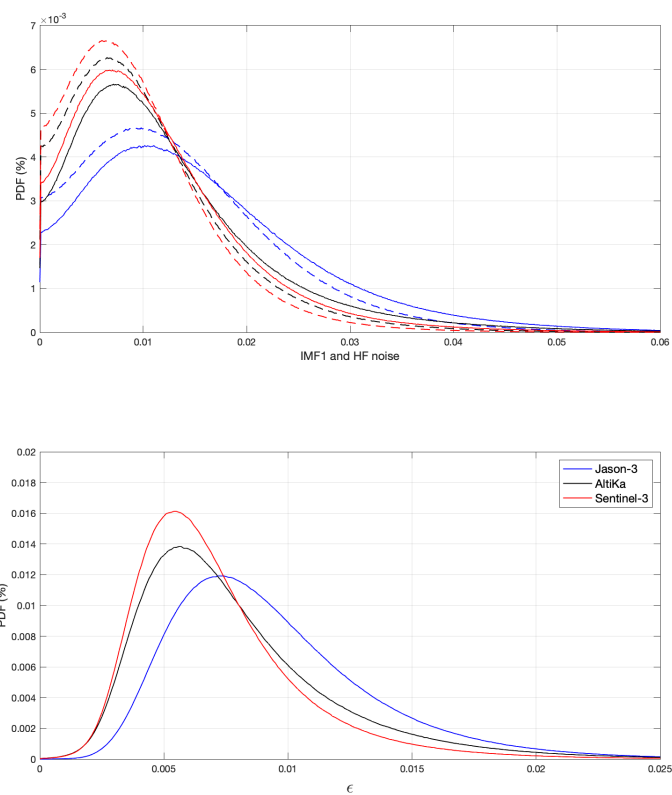 ×10-3
7
6
5
4
3
2
1
0
PDF (%)
0 0.01 0.02 0.03 0.04 0.05 0.06
IMF1 and HF noise
0.02
0.018
0.016
0.014
0.012
0.01
0.008
0.006
0.004
0.002
0
PDF (%)
Jason-3
AltiKa
Sentinel-3
0 0.005 0.01 0.015 0.02 0.025
ϵ